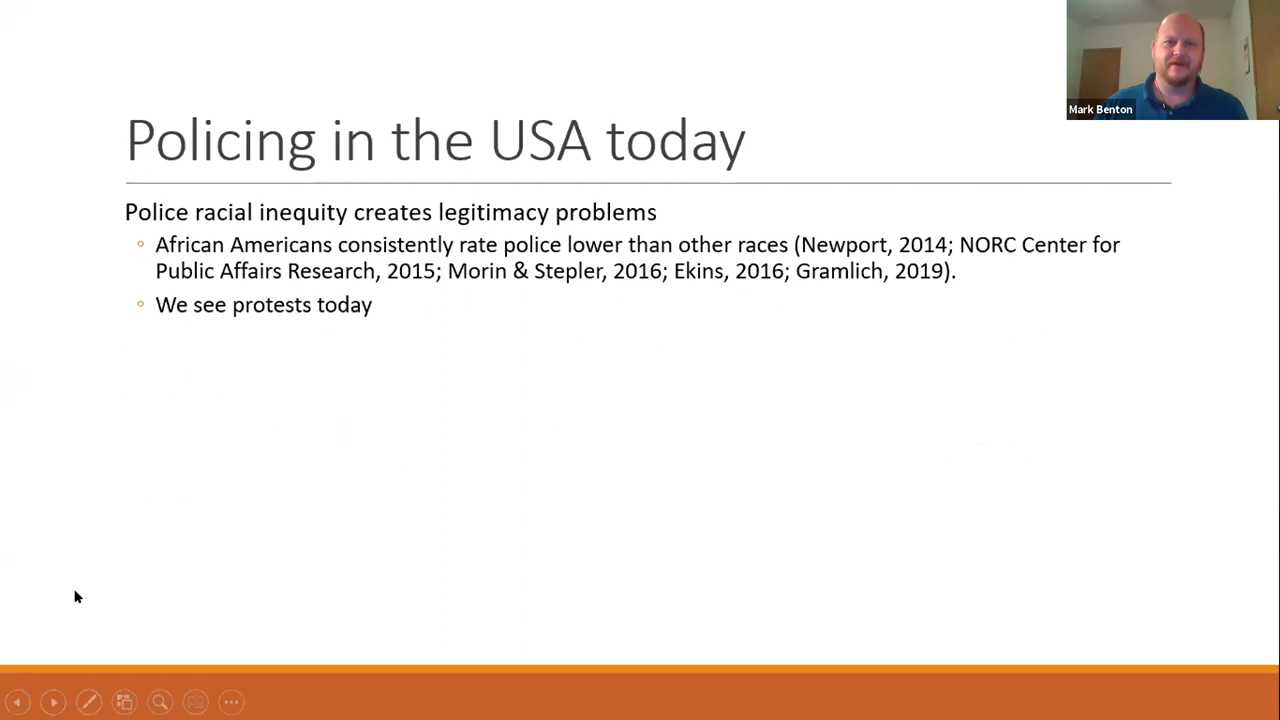 Mark Benton
Policing in the USA today
Police racial inequity creates legitimacy problems
African Americans consistently rate police lower than other races (Newport, 2014; NORC Center for
Public Affairs Research, 2015; Morin & Stepler, 2016; Ekins, 2016; Gramlich, 2019).
We see protests today